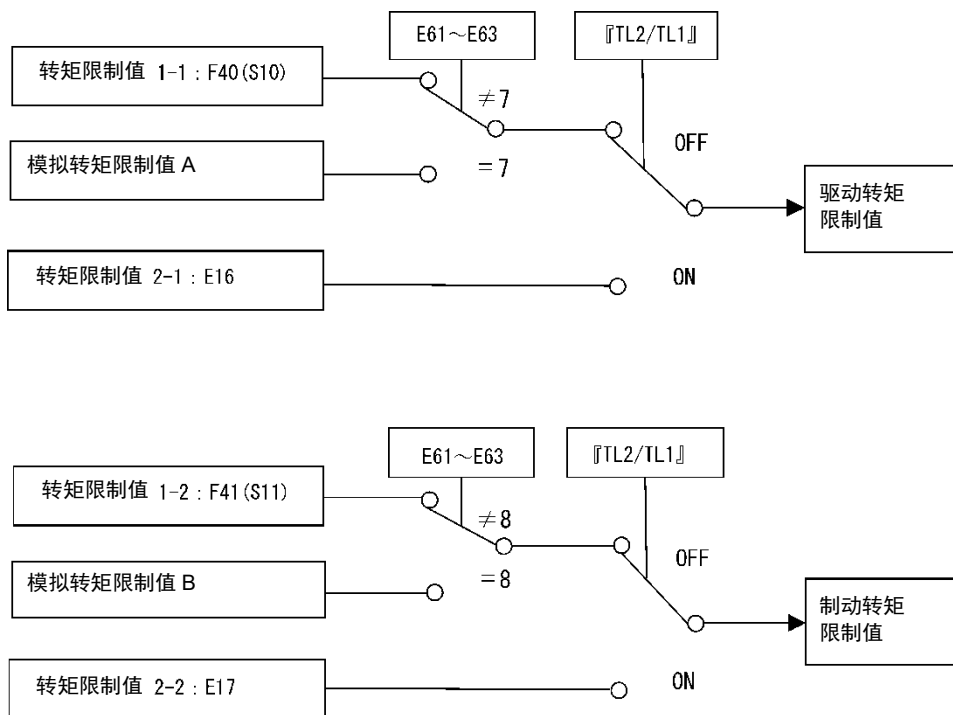 E61～E63
『TL2/TL1』
转矩限制值 1-1：F40(S10)
≠7
OFF
模拟转矩限制值 A
=7
驱动转矩
限制值
转矩限制值 2-1：E16
ON
E61～E63
『TL2/TL1』
转矩限制值 1-2：F41(S11)
≠8
OFF
模拟转矩限制值 B
=8
制动转矩
限制值
转矩限制值 2-2：E17
ON